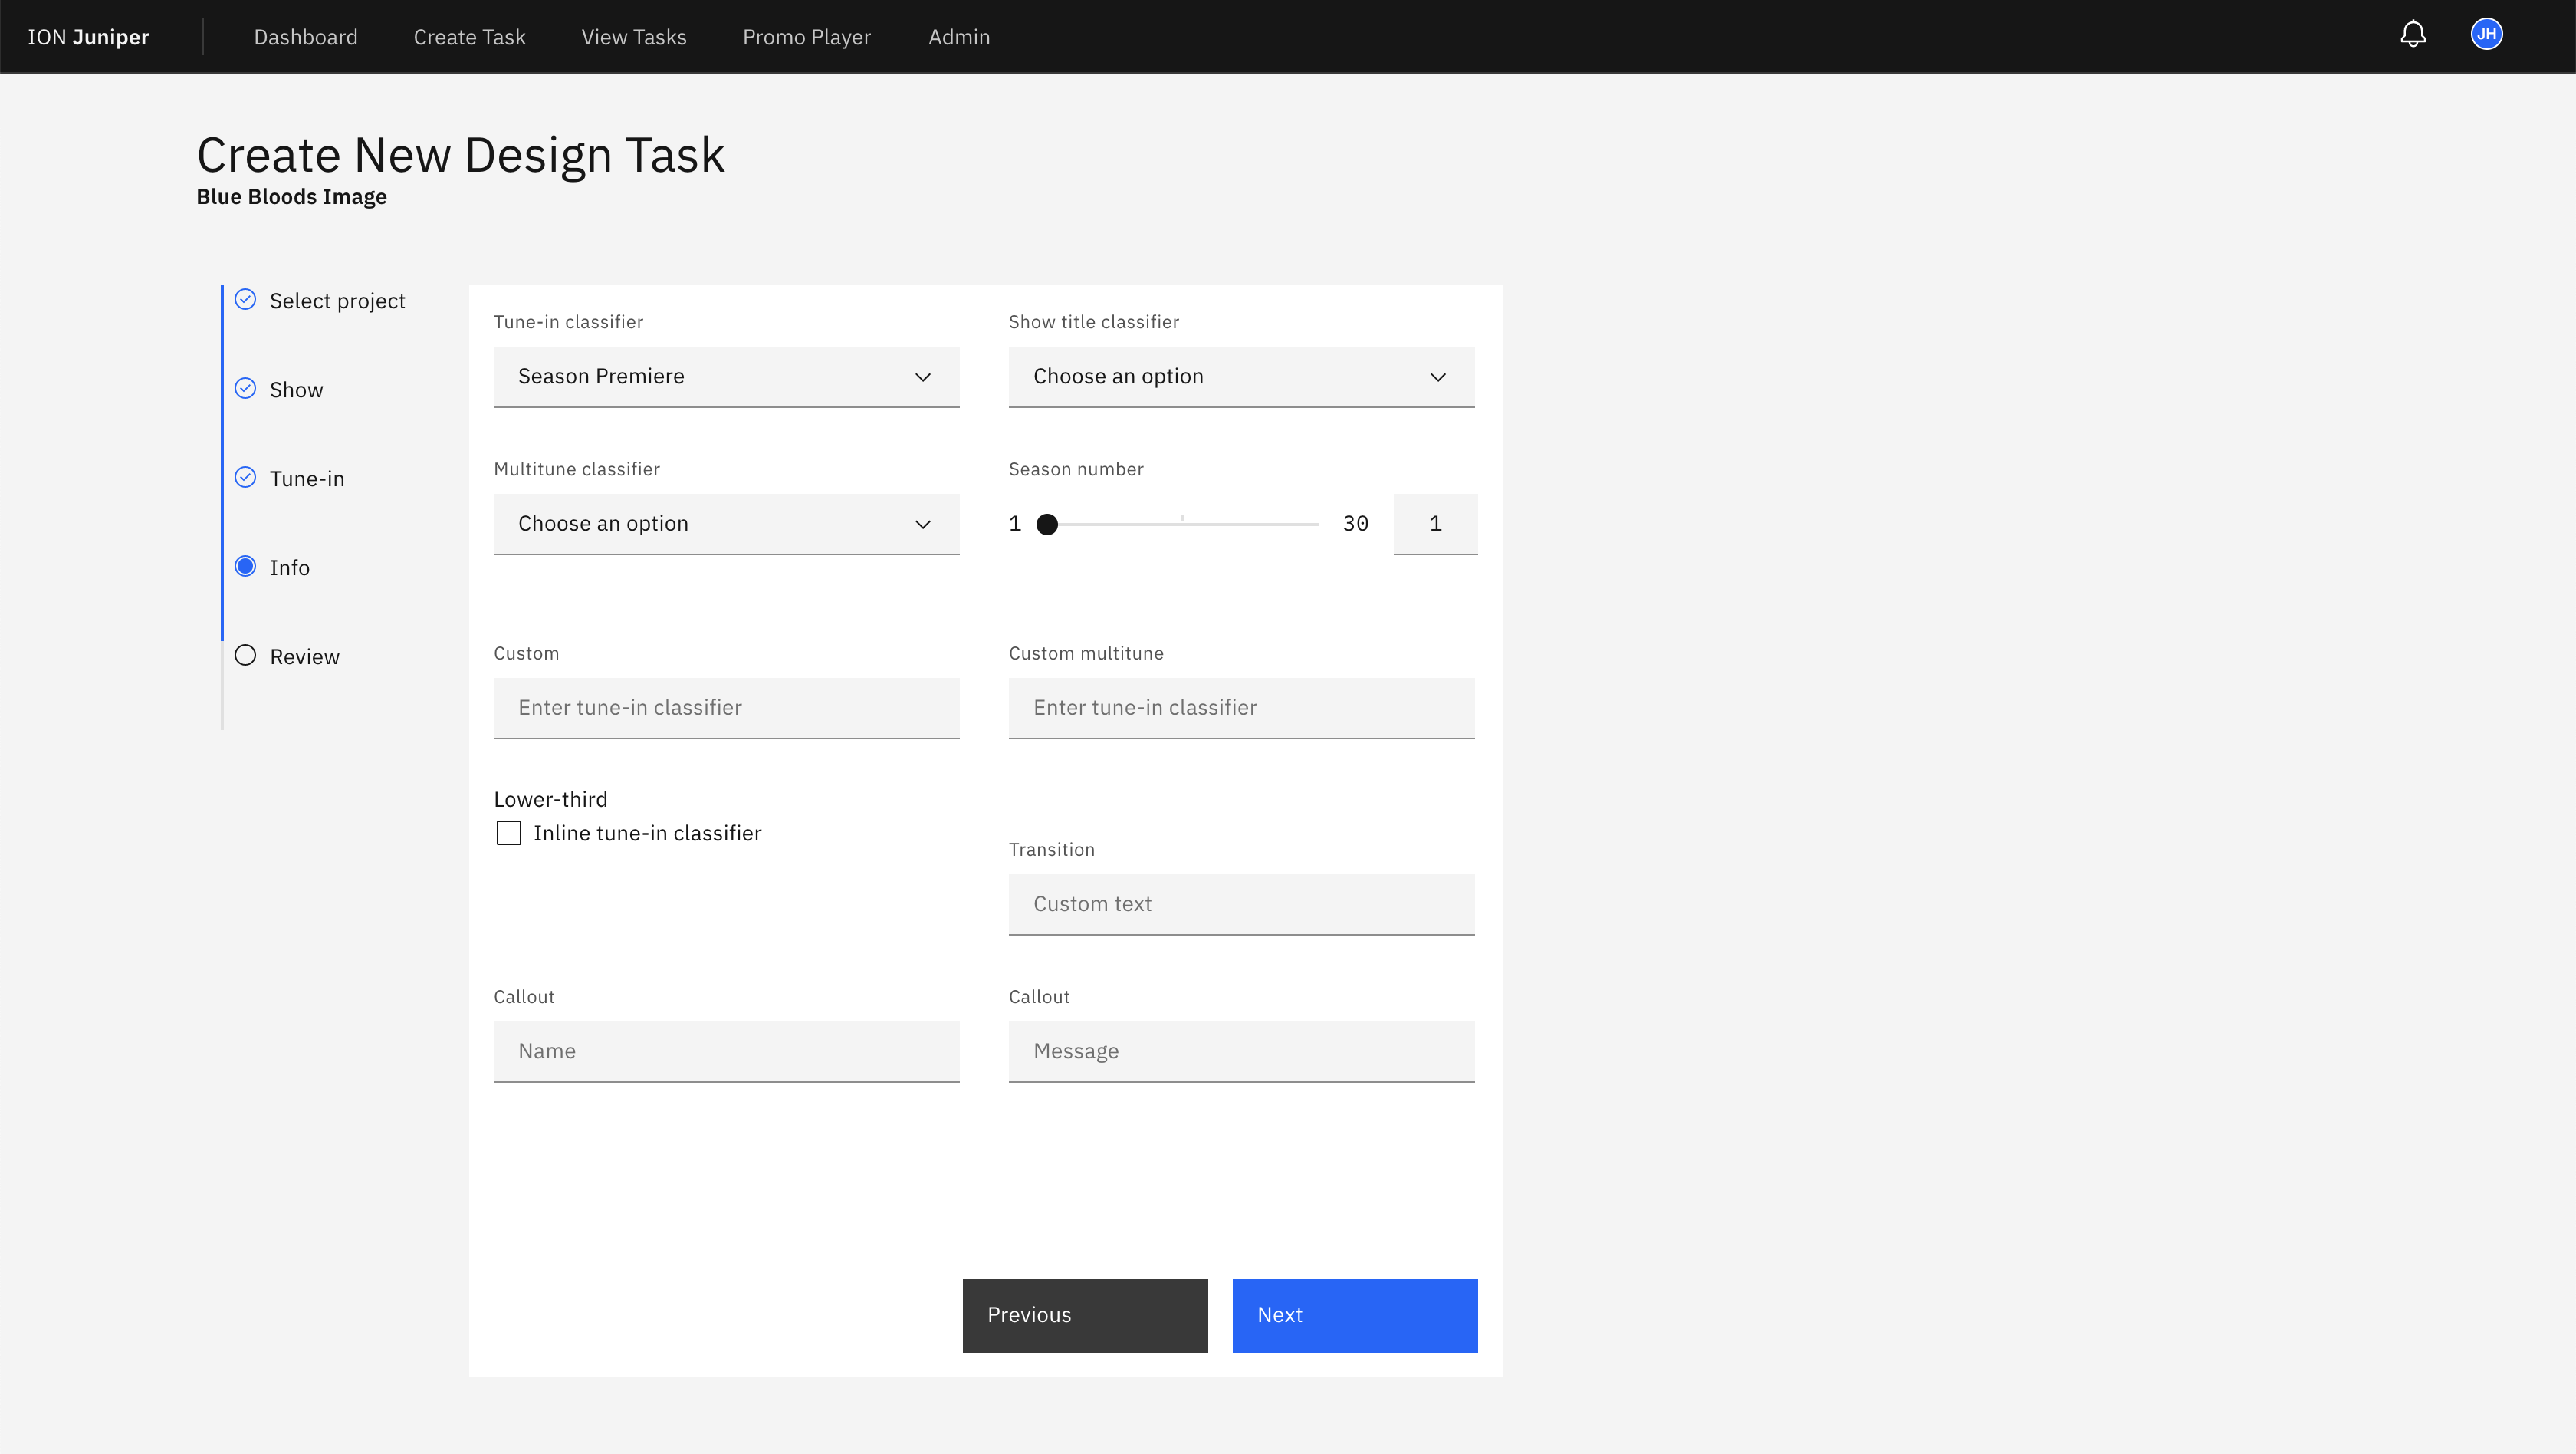 ION Juniper
Dashboard
Create Task
View Tasks
Promo Player
Admin
JH
Create New Design Task
Blue Bloods Image
Select project
Show
Tune-in
Info
Review
Tune-in classifier
Season Premiere
Show title classifier
Choose an option
Multitune classifier
Choose an option
Season number
1
30
1
Custom
Enter tune-in classifier
Custom multitune
Enter tune-in classifier
Lower-third
Inline tune-in classifier
Transition
Custom text
Callout
Name
Callout
Message
Previous
Next